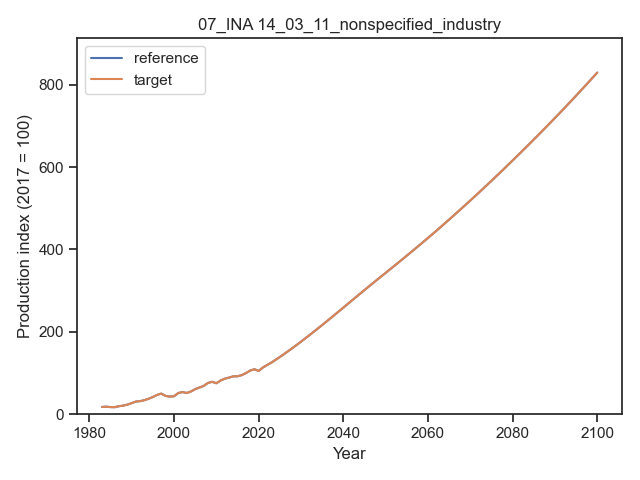 07_INA 14_03_11_nonspecified_industry
reference
target
Production index (2017 = 100)
800
600
400
200
0
1980
2000
2020
2040
2060
2080
2100
Year